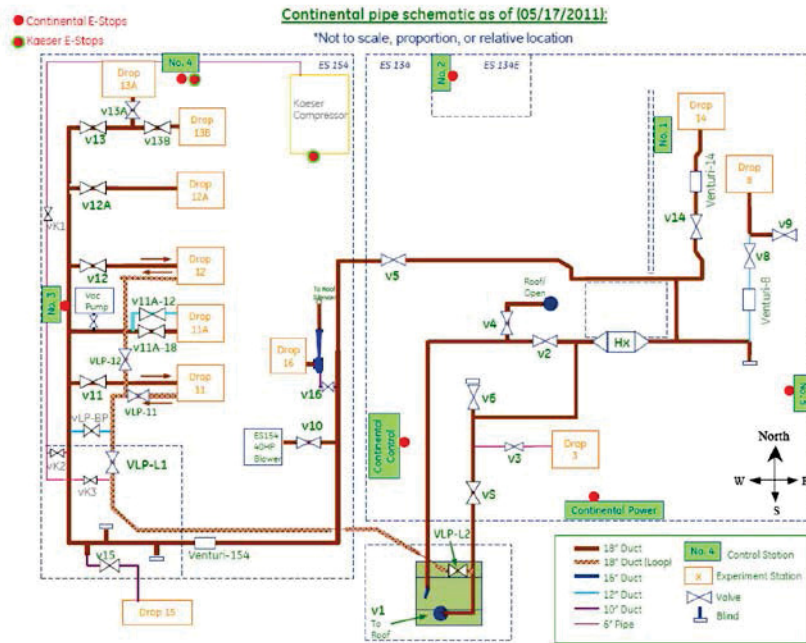 Continental pipe schematic as of (05/17/2011):
*Not to scale, proportion, or relative location
Continental E-Stops
Kaeser E-Stops
No. 4
ES 154
ES 134
ES 134E
No. 2
Drop
13A
Kaeser
Compressor
v13A
Drop
13B
v13
v13B
No. 1
Drop
14
Venturi-14
Drop
8
v14
v9
v8
Venturi-8
Drop
12A
v12A
vK1
Drop
12
v12
v5
To Roof
Roof/
Open
No. 3
Vac
Pump
v11A-12
Drop
11A
v11A-18
VLP-12
v4
v2
Hx
Drop
16
v16
Drop
11
v11
VLP-11
vLP-BP
v6
ES154
40HP
Blower
v10
Continental
Control
Drop
3
v3
North
W
S
vK2
VLP-L1
vK3
vS
Continental Power
VLP-L2
v15
Venturi-154
Drop 15
v1
To
Roof
18" Duct
18" Duct (Loop)
16" Duct
12" Duct
10" Duct
6" Pipe
No. 4
Control Station
X
Experiment Station
Valve
Blind